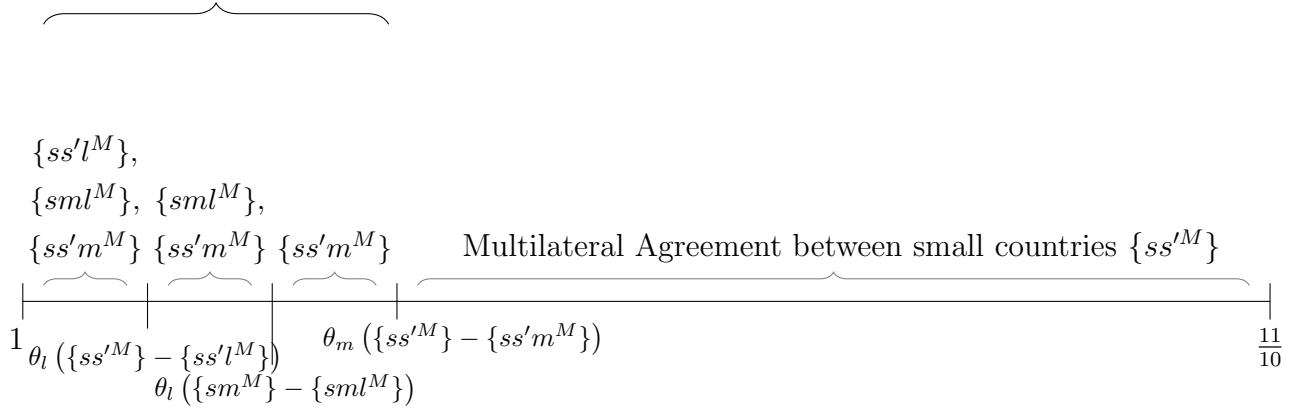 {ss′l^M},
{sml^M}, {sml^M},
{ss′m^M} {ss′m^M} {ss′m^M} Multilateral Agreement between small countries {ss′^M}
1 θ_l ({ss′^M} − {ss′l^M}) θ_m ({ss′^M} − {ss′m^M}) 11/10
θ_l ({sm^M} − {sml^M})